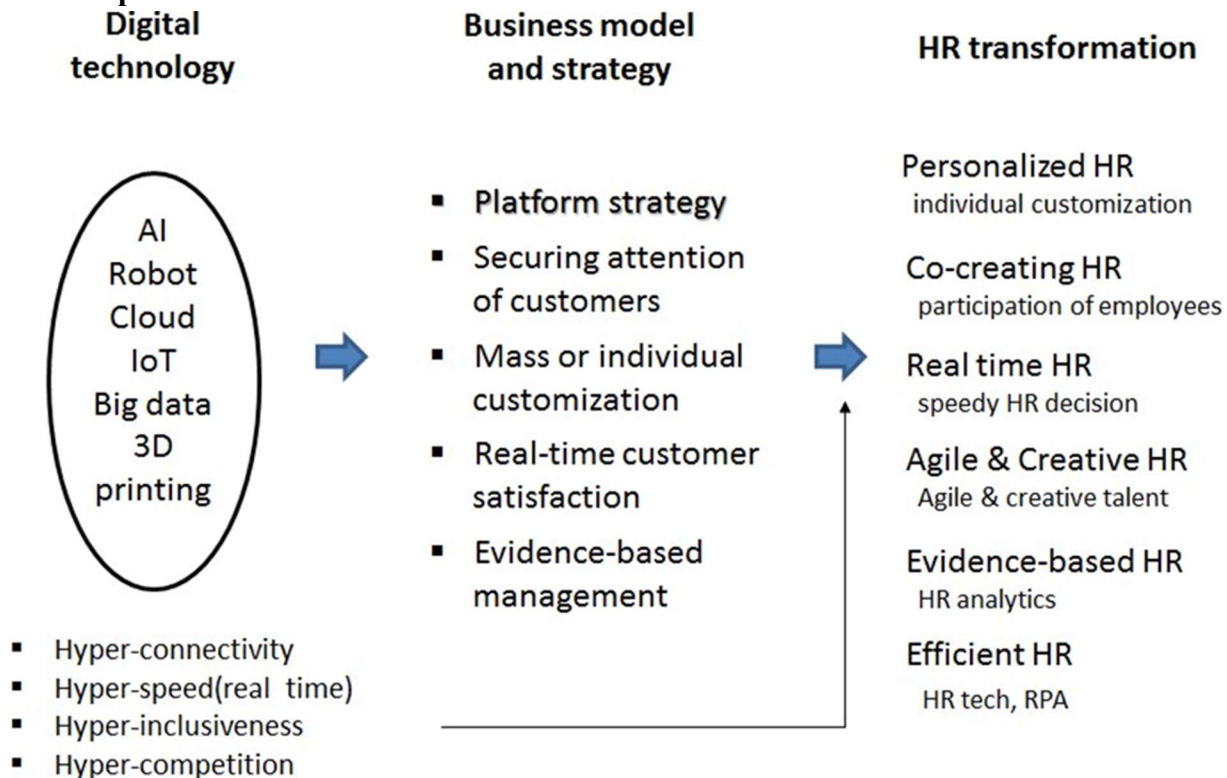 Digital
technology
AI
Robot
Cloud
IoT
Big data
3D
printing
▪ Hyper-connectivity
▪ Hyper-speed(real time)
▪ Hyper-inclusiveness
▪ Hyper-competition
Business model
and strategy
▪ Platform strategy
▪ Securing attention
of customers
▪ Mass or individual
customization
▪ Real-time customer
satisfaction
▪ Evidence-based
management
HR transformation
Personalized HR
individual customization
Co-creating HR
participation of employees
Real time HR
speedy HR decision
Agile & Creative HR
Agile & creative talent
Evidence-based HR
HR analytics
Efficient HR
HR tech, RPA